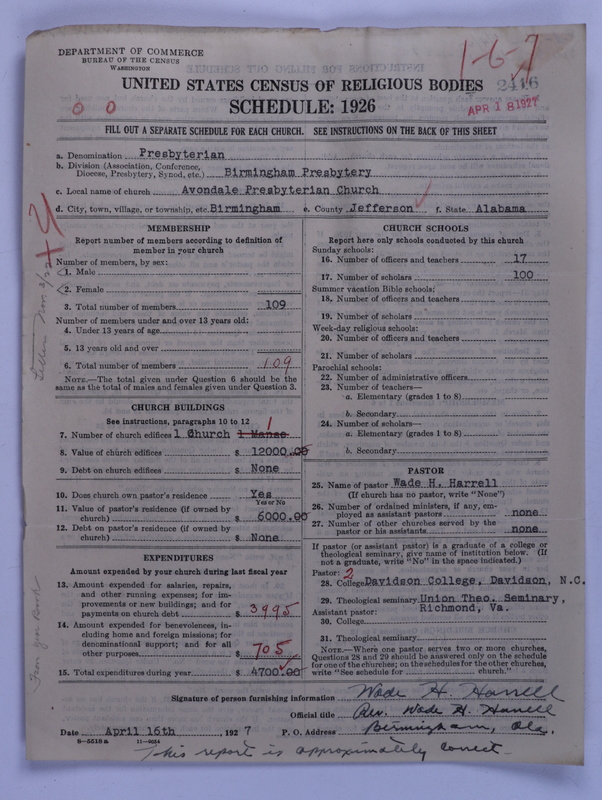 DEPARTMENT OF COMMERCE
BUREAU OF THE CENSUS
WASHINGTON
1-6-7
2416
APR 18 1927
UNITED STATES CENSUS OF RELIGIOUS BODIES
0 0
SCHEDULE: 1926
FILL OUT A SEPARATE SCHEDULE FOR EACH CHURCH. SEE INSTRUCTIONS ON THE BACK OF THIS SHEET
a. Denomination Presbyterian
b. Division (Association, Conference, Diocese, Presbytery, Synod, etc.) Birmingham Presbytery
c. Local name of church Avondale Presbyterian Church
d. City, town, village, or township, etc. Birmingham e. County Jefferson f. State Alabama
MEMBERSHIP
Report number of members according to definition of
member in your church
Number of members, by sex:
1. Male
2. Female
3. Total number of members 109
Number of members under and over 13 years old:
4. Under 13 years of age
5. 13 years old and over
6. Total number of members 109
NOTE.—The total given under Question 6 should be the
same as the total of males and females given under Question 3.
CHURCH BUILDINGS
See instructions, paragraphs 10 to 12
7. Number of church edifices 1 Church 1 Manse 1
8. Value of church edifices $ 12000.00
9. Debt on church edifices $ None
10. Does church own pastor's residence Yes
Yes or No
11. Value of pastor's residence (if owned by
church) $ 6000.00
12. Debt on pastor's residence (if owned by
church) $ None
EXPENDITURES
Amount expended by your church during last fiscal year
13. Amount expended for salaries, repairs,
and other running expenses; for im-
provements or new buildings; and for
payments on church debt $ 3995
14. Amount expended for benevolences, in-
cluding home and foreign missions; for
denominational support; and for all
other purposes $ 705
15. Total expenditures during year $ 4700.00
CHURCH SCHOOLS
Report here only schools conducted by this church
Sunday schools:
16. Number of officers and teachers 17
17. Number of scholars 100
Summer vacation Bible schools:
18. Number of officers and teachers
19. Number of scholars
Week-day religious schools:
20. Number of officers and teachers
21. Number of scholars
Parochial schools:
22. Number of administrative officers
23. Number of teachers—
a. Elementary (grades 1 to 8)
b. Secondary
24. Number of scholars—
a. Elementary (grades 1 to 8)
b. Secondary
PASTOR
25. Name of pastor Wade H. Harrell
(If church has no pastor, write "None")
26. Number of ordained ministers, if any, em-
ployed as assistant pastors none
27. Number of other churches served by the
pastor or his assistants none
If pastor (or assistant pastor) is a graduate of a college or
theological seminary, give name of institution below. (If
not a graduate, write "No" in the space indicated.)
Pastor: 2
28. College Davidson College, Davidson, N.C.
29. Theological seminary Union Theo. Seminary,
Assistant pastor: Richmond, Va.
30. College
31. Theological seminary
NOTE.—Where one pastor serves two or more churches,
Questions 28 and 29 should be answered only on the schedule
for one of the churches; on the schedules for the other churches,
write "See schedule for church."
Signature of person furnishing information Wade H. Harrell
Official title Rev. Wade H. Harrell
Date April 16th, 1927 P. O. Address Birmingham, Ala.
8—5518a 11—9034
This report is approximately correct.
From Year Book